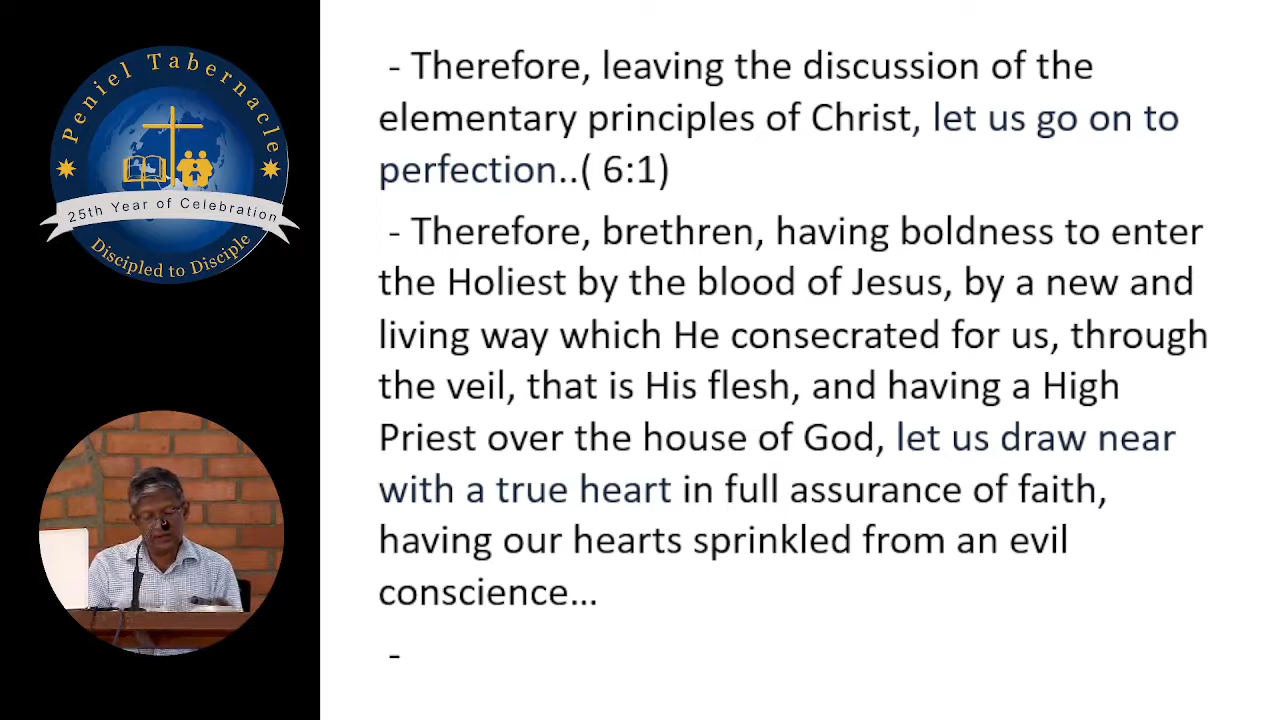 Peniel Tabernacle
25th Year of Celebration
Discipled to Disciple
- Therefore, leaving the discussion of the
elementary principles of Christ, let us go on to
perfection..( 6:1)
- Therefore, brethren, having boldness to enter
the Holiest by the blood of Jesus, by a new and
living way which He consecrated for us, through
the veil, that is His flesh, and having a High
Priest over the house of God, let us draw near
with a true heart in full assurance of faith,
having our hearts sprinkled from an evil
conscience...
-